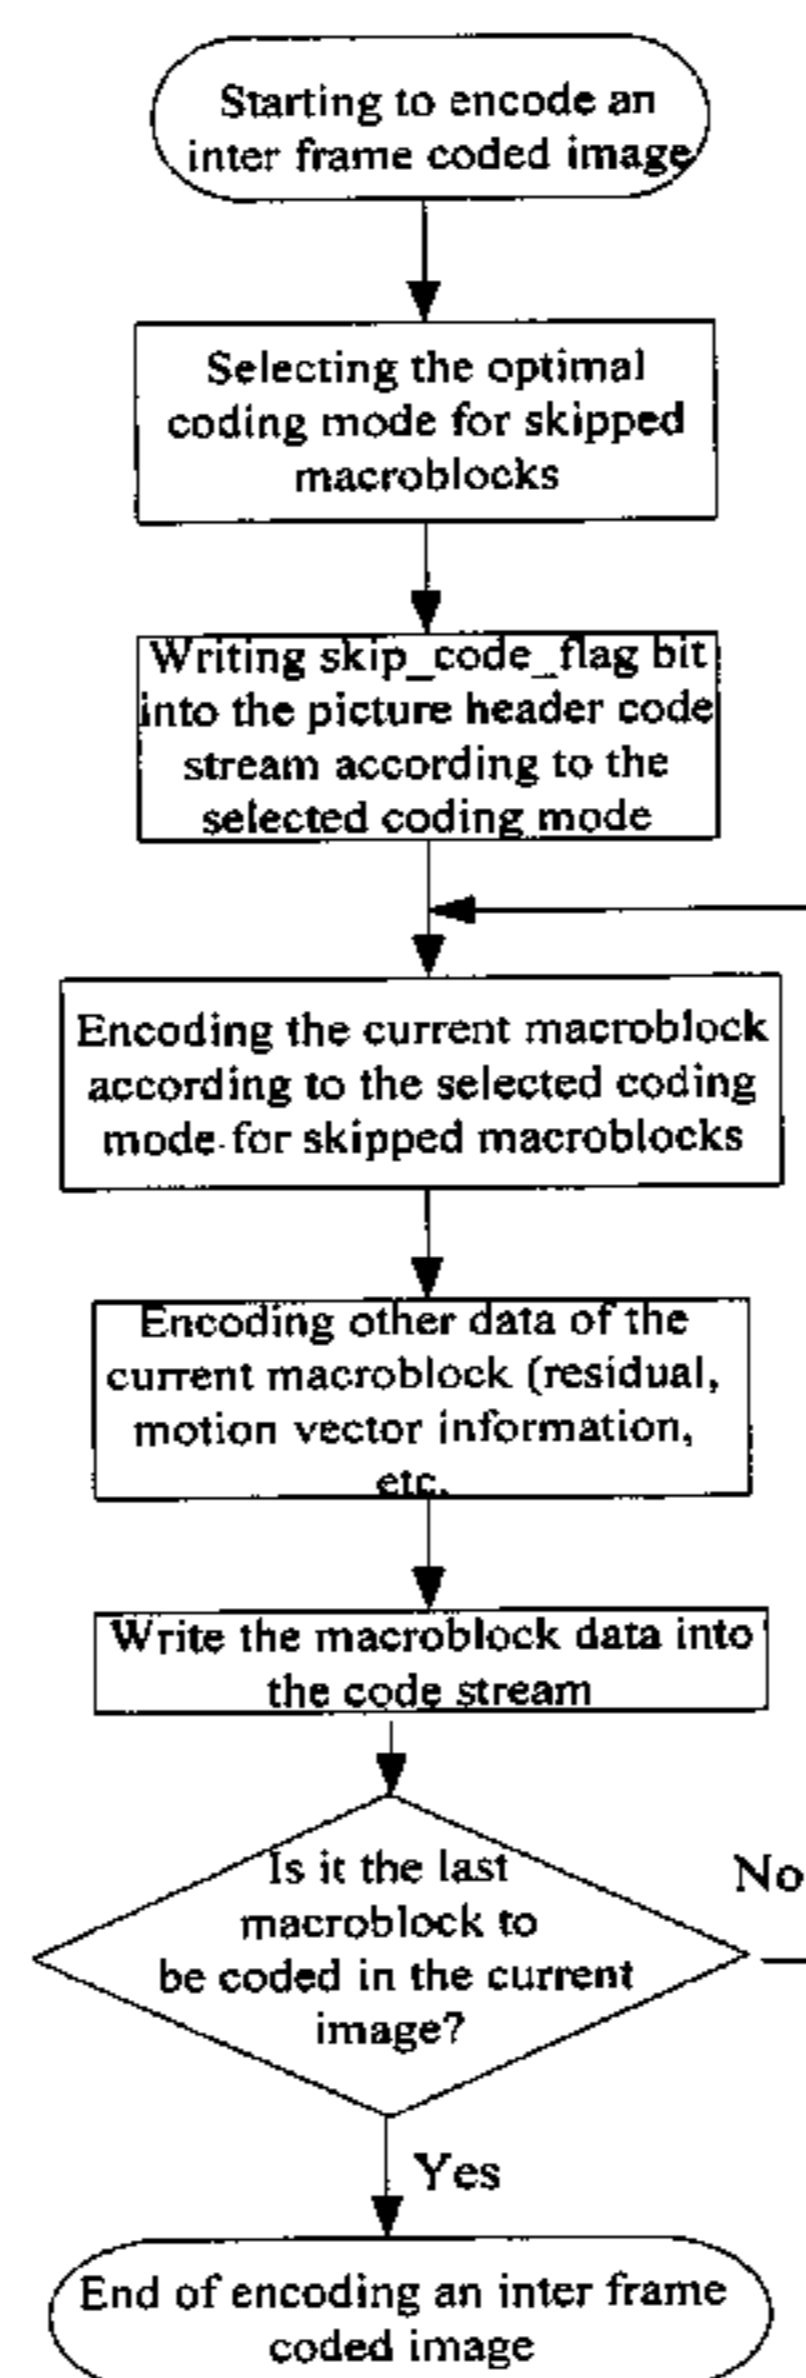 Starting to encode an
inter frame coded image
Selecting the optimal
coding mode for skipped
macroblocks
Writing skip_code_flag bit
into the picture header code
stream according to the
selected coding mode
Encoding the current macroblock
according to the selected coding
mode for skipped macroblocks
Encoding other data of the
current macroblock (residual,
motion vector information,
etc.
Write the macroblock data into
the code stream
Is it the last
macroblock to
be coded in the current
image?
No
Yes
End of encoding an inter frame
coded image